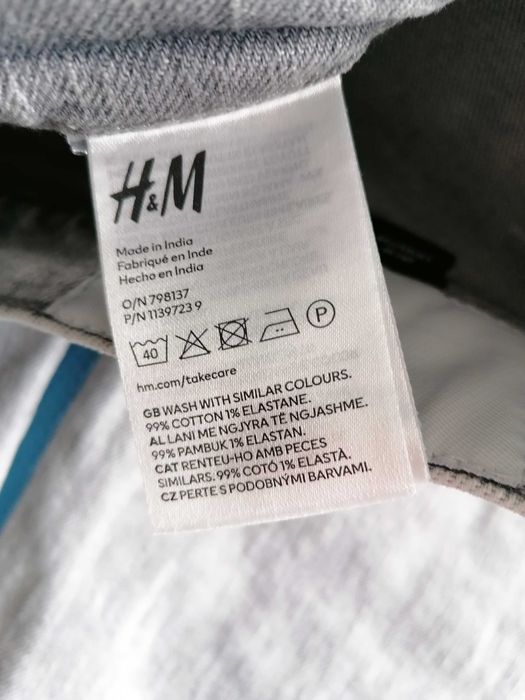 H&M
Made in India
Fabriqué en Inde
Hecho en India
O/N 798137
P/N 1139723 9
40 P
hm.com/takecare
GB WASH WITH SIMILAR COLOURS.
99% COTTON 1% ELASTANE.
AL LANI ME NGJYRA TË NGJASHME.
99% PAMBUK 1% ELASTAN.
CAT RENTEU-HO AMB PECES
SIMILARS. 99% COTÓ 1% ELASTÀ.
CZ PERTE S PODOBNÝMI BARVAMI.